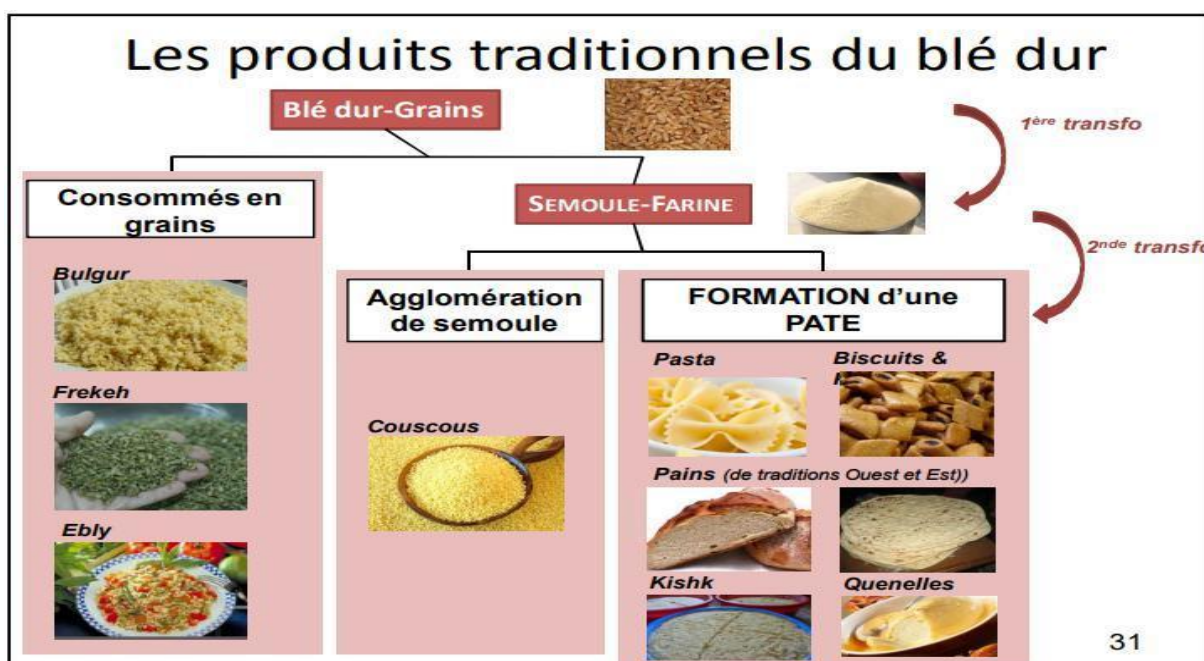 Les produits traditionnels du blé dur
Blé dur-Grains
1ère transfo
Consommés en
grains
SEMOULE-FARINE
2nde transfo
Bulgur
Frekeh
Ebly
Agglomération
de semoule
Couscous
FORMATION d'une
PATE
Pasta
Biscuits &
Pains (de traditions Ouest et Est))
Kishk
Quenelles
31